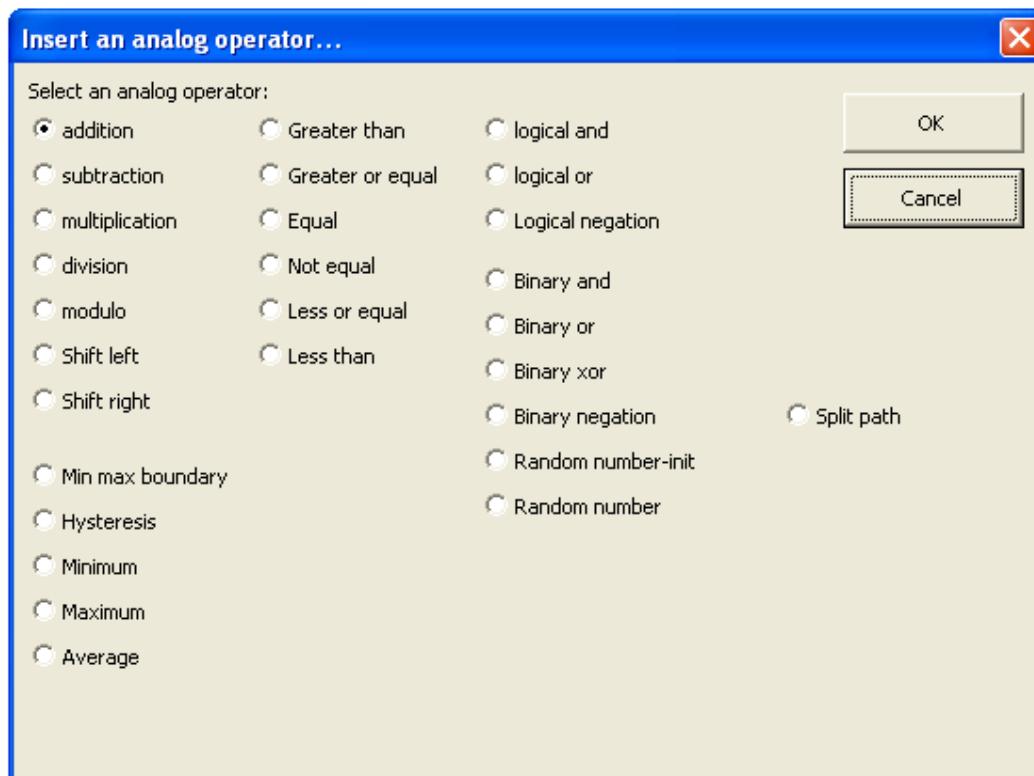 Insert an analog operator...
Select an analog operator:
addition
subtraction
multiplication
division
modulo
Shift left
Shift right
Min max boundary
Hysteresis
Minimum
Maximum
Average
Greater than
Greater or equal
Equal
Not equal
Less or equal
Less than
logical and
logical or
Logical negation
Binary and
Binary or
Binary xor
Binary negation
Random number-init
Random number
Split path
OK
Cancel